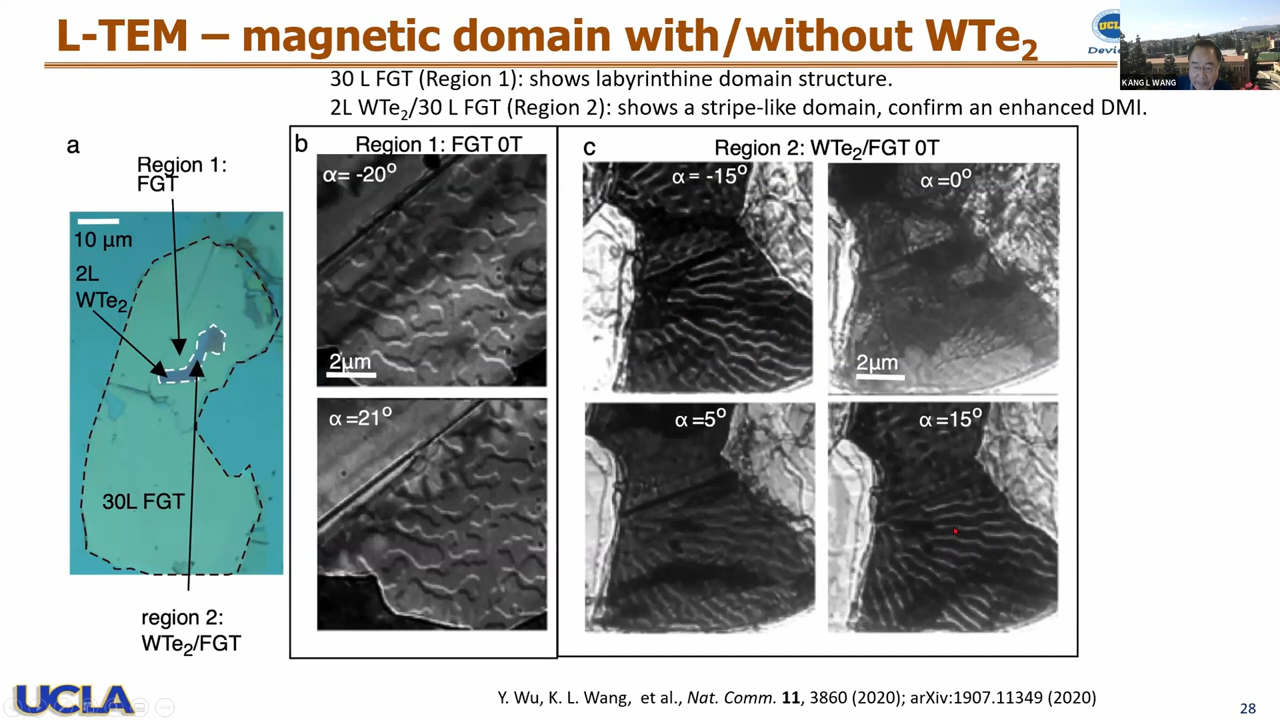 L-TEM – magnetic domain with/without WTe2
UCL
Devi
KANG L WANG
30 L FGT (Region 1): shows labyrinthine domain structure.
2L WTe2/30 L FGT (Region 2): shows a stripe-like domain, confirm an enhanced DMI.
a
Region 1:
FGT
10 μm
2L
WTe2
30L FGT
region 2:
WTe2/FGT
b
Region 1: FGT 0T
α= -20°
2μm
α =21°
c
Region 2: WTe2/FGT 0T
α = -15°
α =0°
2μm
α =5°
α =15°
UCLA
Y. Wu, K. L. Wang, et al., Nat. Comm. 11, 3860 (2020); arXiv:1907.11349 (2020)
28